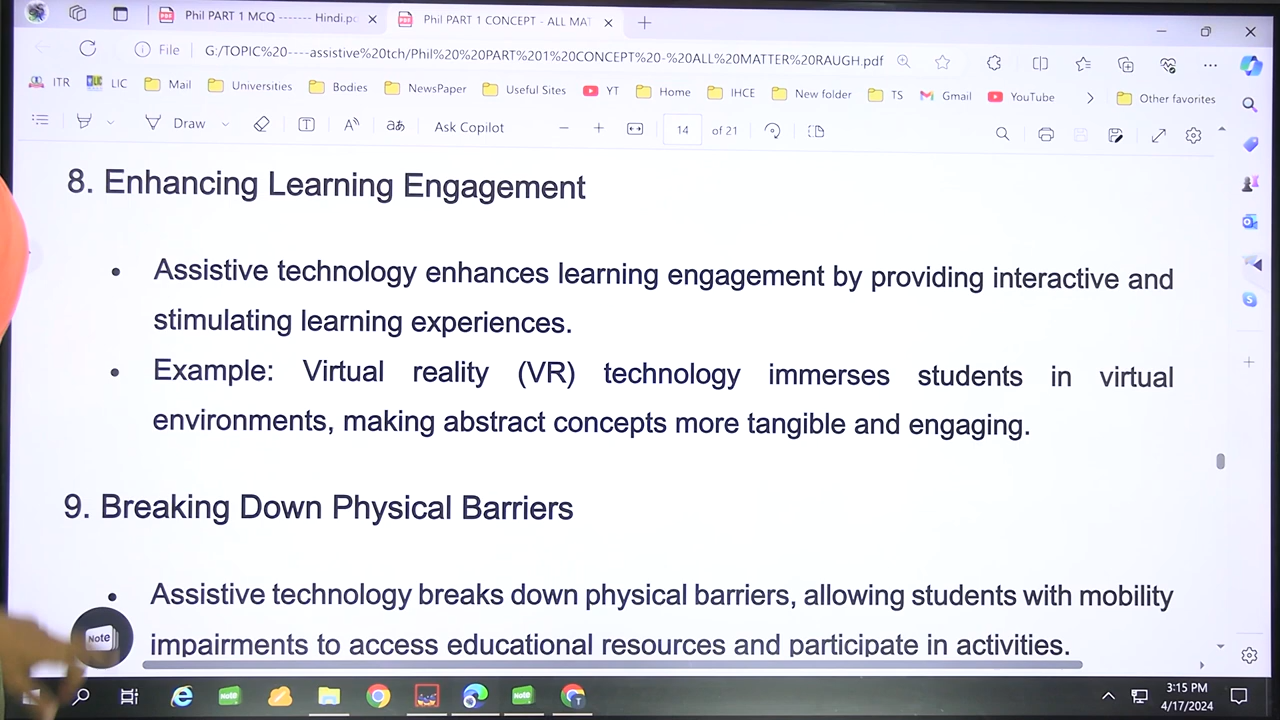 Phil PART 1 MCQ ------- Hindi.pc
Phil PART 1 CONCEPT - ALL MAT
File
G:/TOPIC%20----assistive%20tch/Phil%20%20PART%201%20CONCEPT%20-%20ALL%20MATTER%20RAUGH.pdf
ITR LIC Mail Universities Bodies NewsPaper Useful Sites YT Home IHCE New folder TS Gmail YouTube Other favorites
Draw Ask Copilot 14 of 21
8. Enhancing Learning Engagement
• Assistive technology enhances learning engagement by providing interactive and
stimulating learning experiences.
• Example: Virtual reality (VR) technology immerses students in virtual
environments, making abstract concepts more tangible and engaging.
9. Breaking Down Physical Barriers
• Assistive technology breaks down physical barriers, allowing students with mobility
impairments to access educational resources and participate in activities.
Note
Note Note T
3:15 PM
4/17/2024